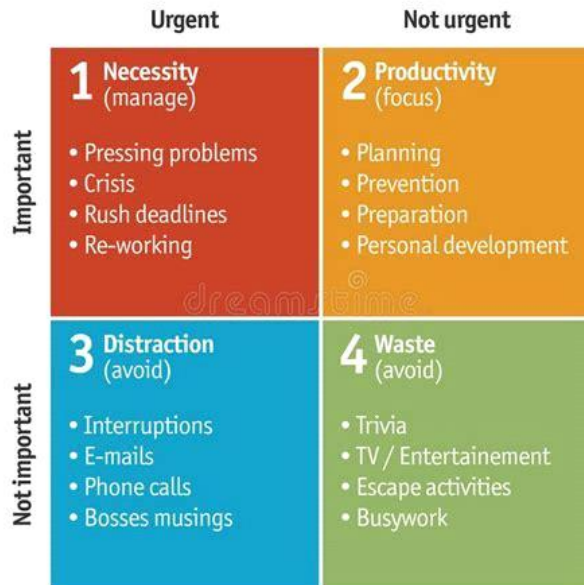 Urgent
Not urgent
Important
1 Necessity
(manage)
• Pressing problems
• Crisis
• Rush deadlines
• Re-working
2 Productivity
(focus)
• Planning
• Prevention
• Preparation
• Personal development
dreamstime
Not important
3 Distraction
(avoid)
• Interruptions
• E-mails
• Phone calls
• Bosses musings
4 Waste
(avoid)
• Trivia
• TV / Entertainement
• Escape activities
• Busywork